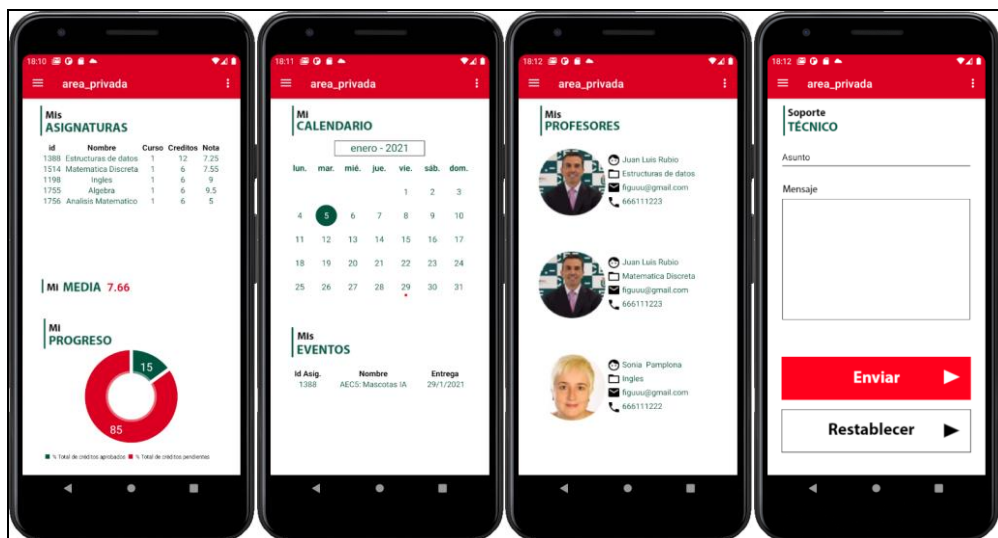 18:10
area_privada
Mis
ASIGNATURAS
id Nombre Curso Creditos Nota
1388 Estructuras de datos 1 12 7.25
1514 Matematica Discreta 1 6 7.55
1198 Ingles 1 6 9
1755 Algebra 1 6 9.5
1756 Analisis Matematico 1 6 5
Mi MEDIA 7.66
Mi
PROGRESO
15
85
% Total de créditos aprobados % Total de créditos pendientes
18:11
area_privada
Mi
CALENDARIO
enero - 2021
lun. mar. mié. jue. vie. sáb. dom.
1 2 3
4 5 6 7 8 9 10
11 12 13 14 15 16 17
18 19 20 21 22 23 24
25 26 27 28 29 30 31
Mis
EVENTOS
Id Asig. Nombre Entrega
1388 AEC5: Mascotas IA 29/1/2021
18:12
area_privada
Mis
PROFESORES
Juan Luis Rubio
Estructuras de datos
figuuu@gmail.com
666111223
Juan Luis Rubio
Matematica Discreta
figuuu@gmail.com
666111223
Sonia Pamplona
Ingles
figuuu@gmail.com
666111222
18:12
area_privada
Soporte
TÉCNICO
Asunto
Mensaje
Enviar
Restablecer